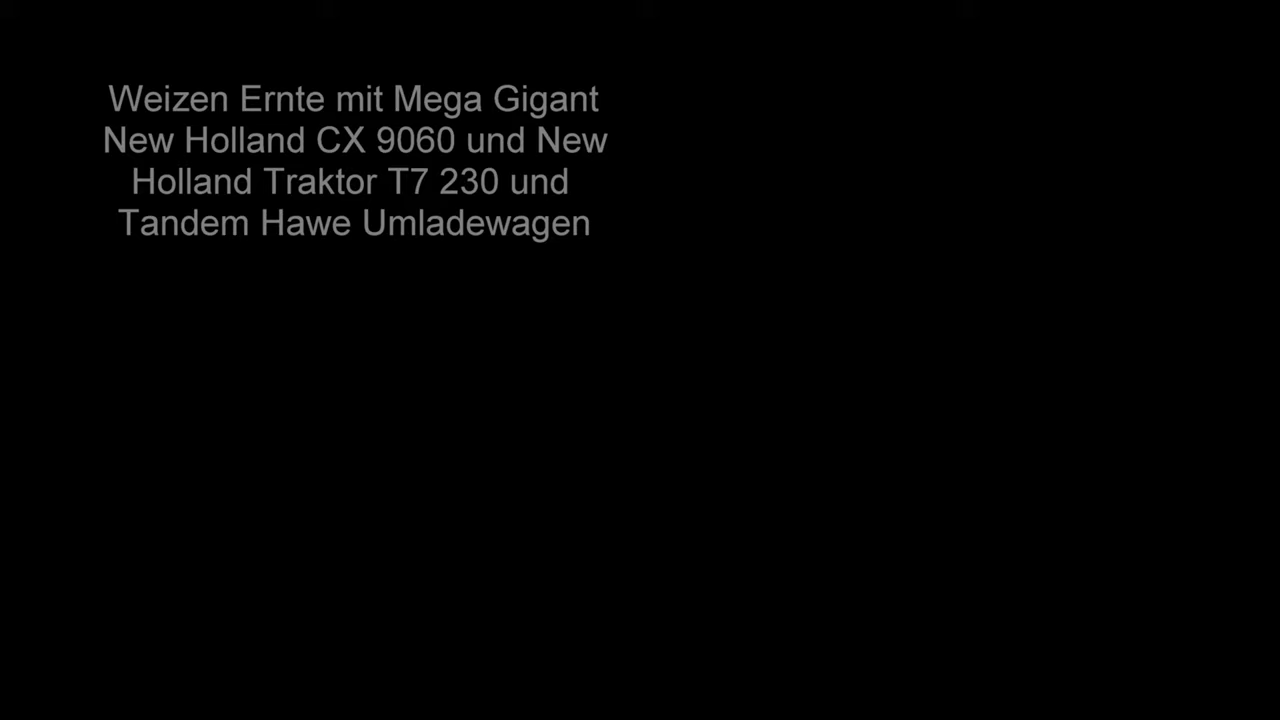 Weizen Ernte mit Mega Gigant
New Holland CX 9060 und New
Holland Traktor T7 230 und
Tandem Hawe Umladewagen